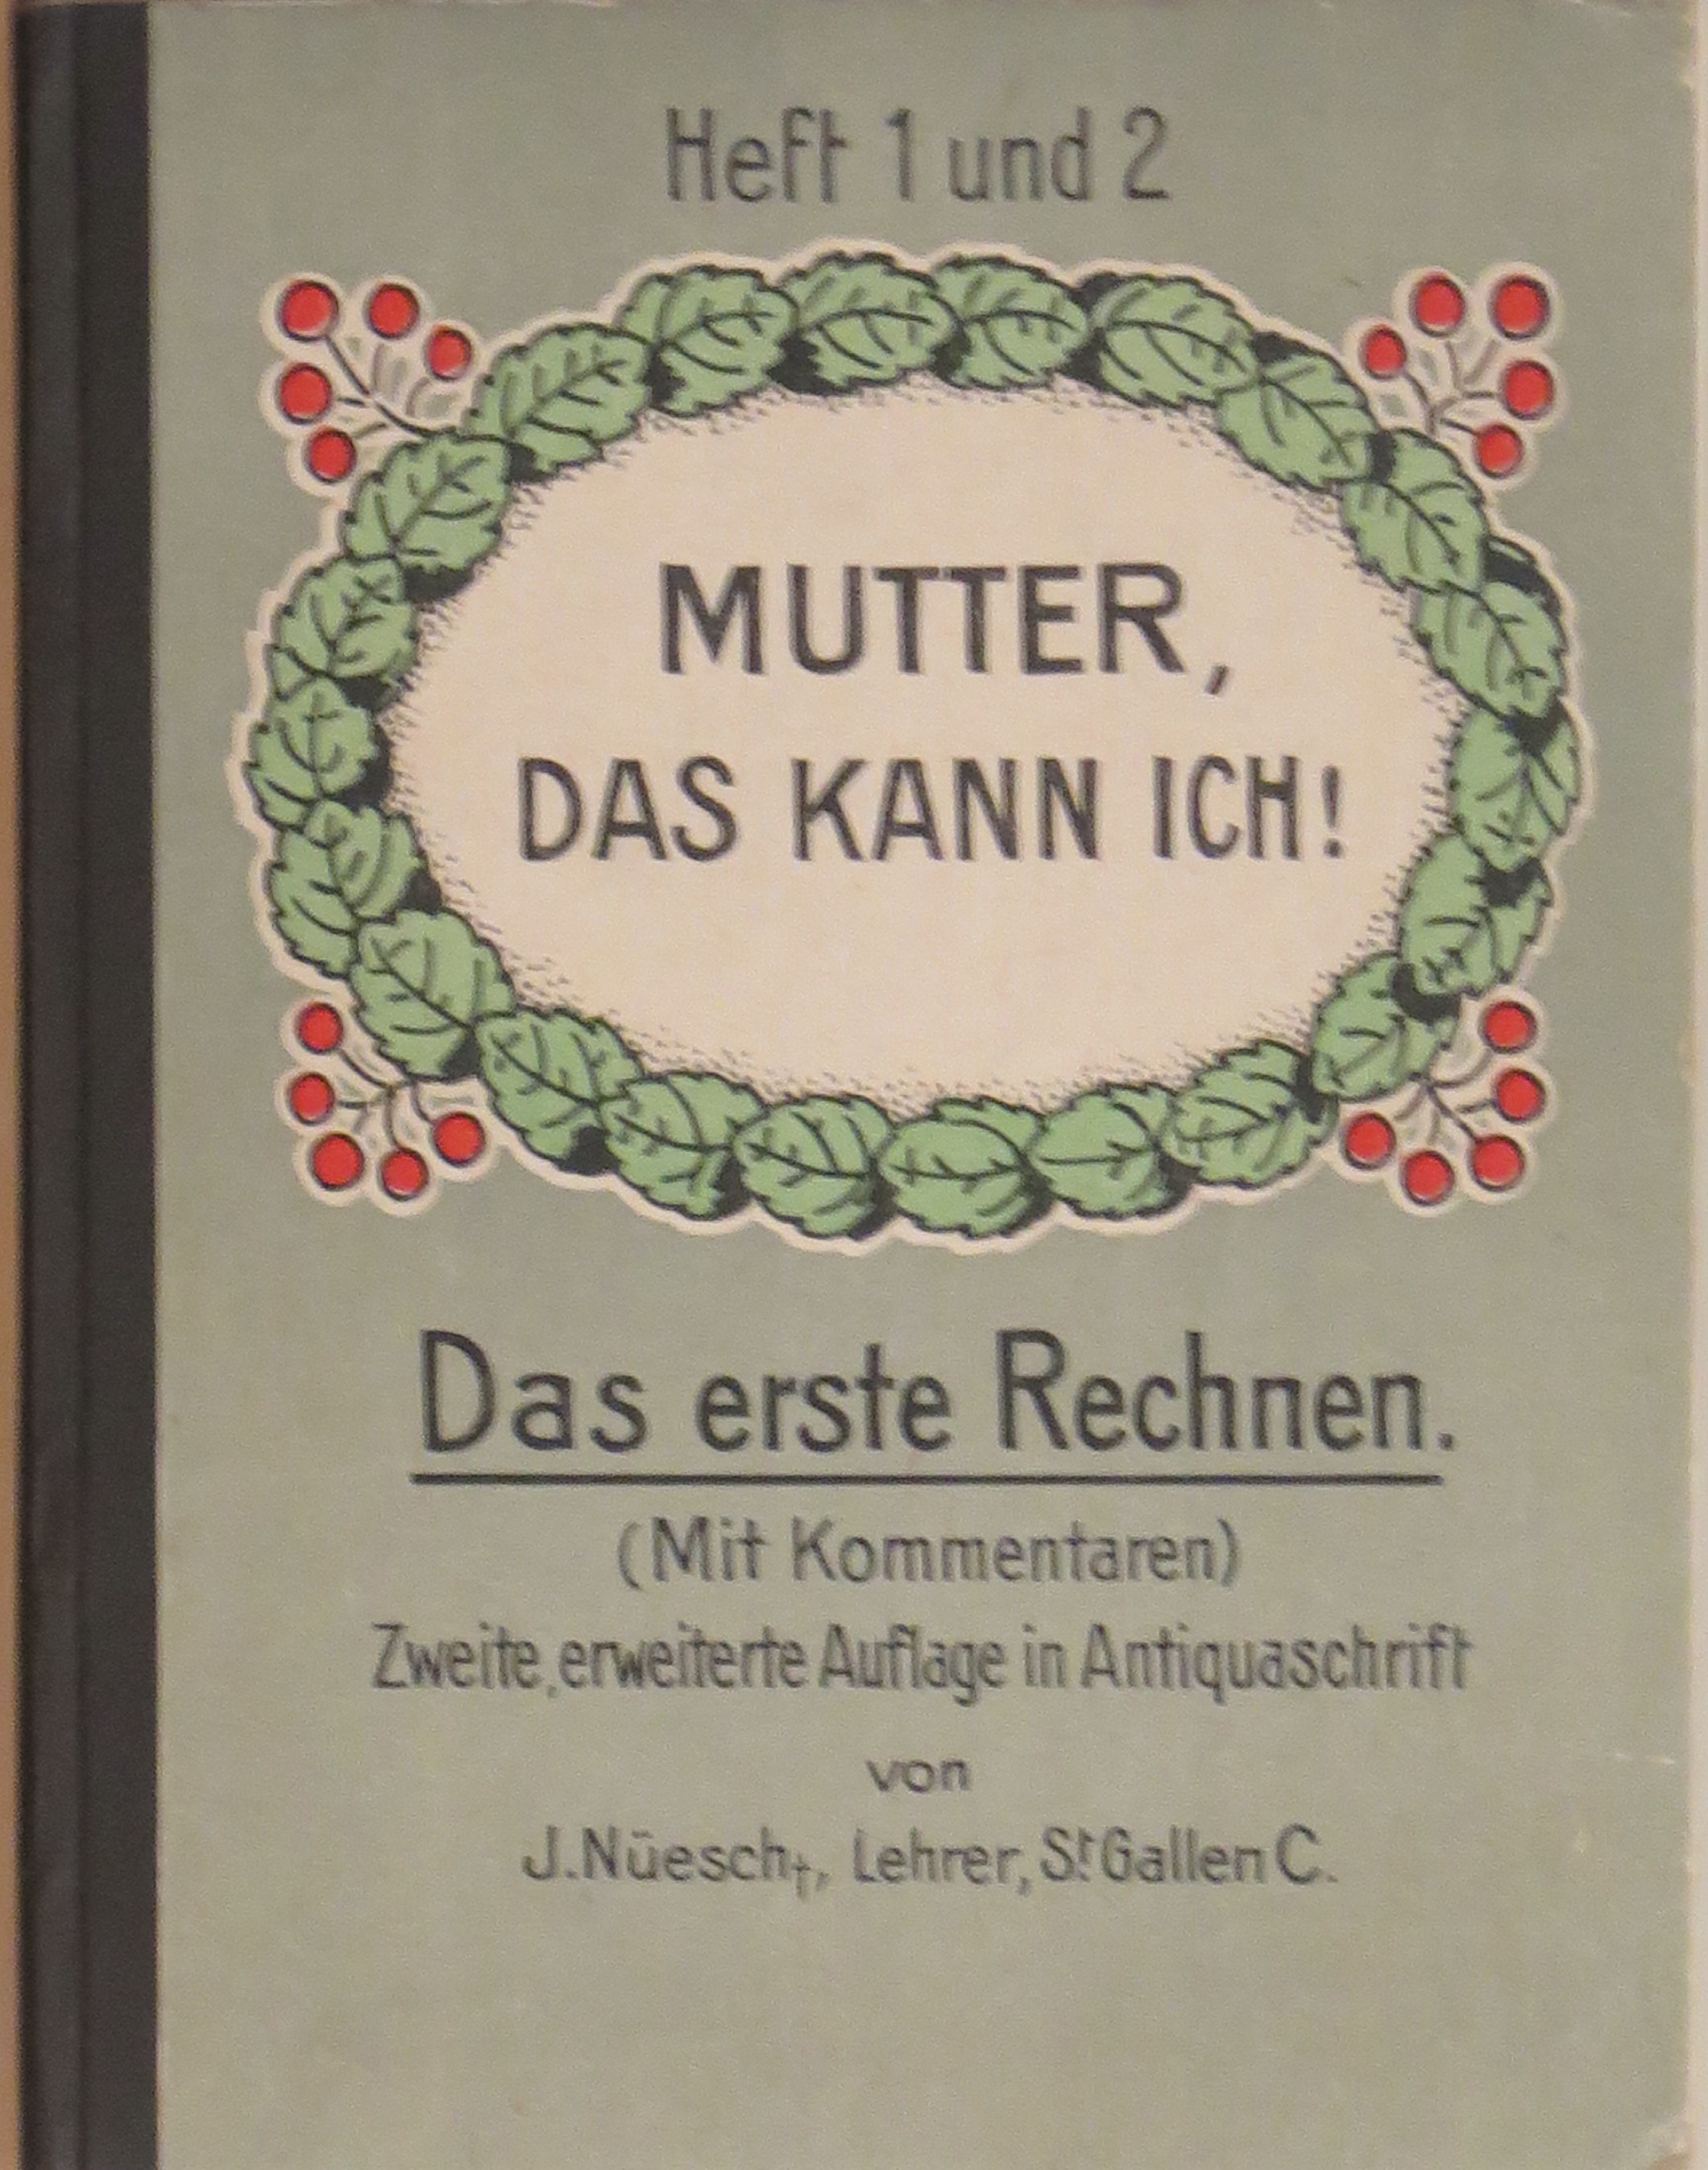 Heft 1 und 2
MUTTER,
DAS KANN ICH!
Das erste Rechnen.
(Mit Kommentaren)
Zweite, erweiterte Auflage in Antiquaschrift
von
J. Nüesch†, Lehrer, St. Gallen C.